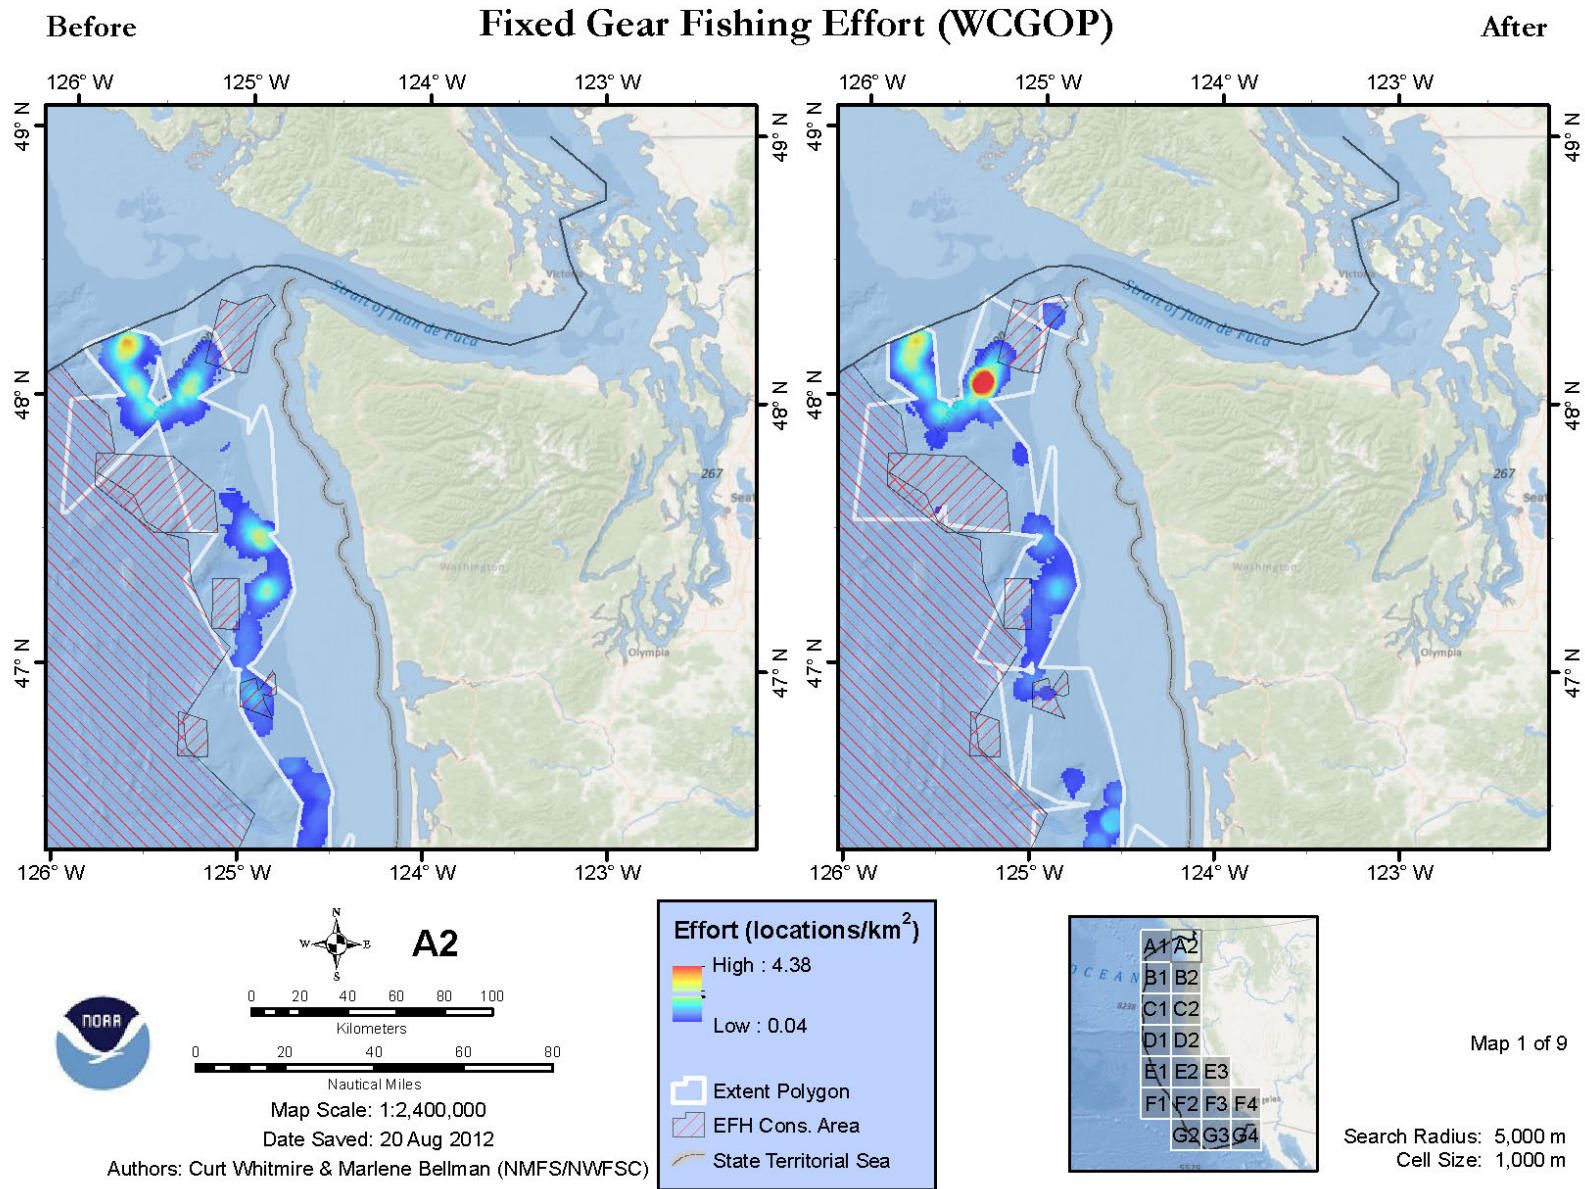 Before
Fixed Gear Fishing Effort (WCGOP)
After
126° W
125° W
124° W
123° W
126° W
125° W
124° W
123° W
49° N
49° N
49° N
49° N
Victoria
Strait of Juan de Fuca
Victoria
Strait of Juan de Fuca
48° N
48° N
48° N
48° N
267
Seat
267
Sea
Washington
Washington
Olympia
Olympia
47° N
47° N
47° N
47° N
126° W
125° W
124° W
123° W
126° W
125° W
124° W
123° W
N
W
E
S
A2
NOAA
0 20 40 60 80 100
Kilometers
0 20 40 60 80
Nautical Miles
Map Scale: 1:2,400,000
Date Saved: 20 Aug 2012
Authors: Curt Whitmire & Marlene Bellman (NMFS/NWFSC)
Effort (locations/km²)
High : 4.38
Low : 0.04
Extent Polygon
EFH Cons. Area
State Territorial Sea
A1 A2
OCEAN
B1 B2
8238
C1 C2
D1 D2
E1 E2 E3
F1 F2 F3 F4
geles
G2 G3 G4
Map 1 of 9
Search Radius: 5,000 m
Cell Size: 1,000 m